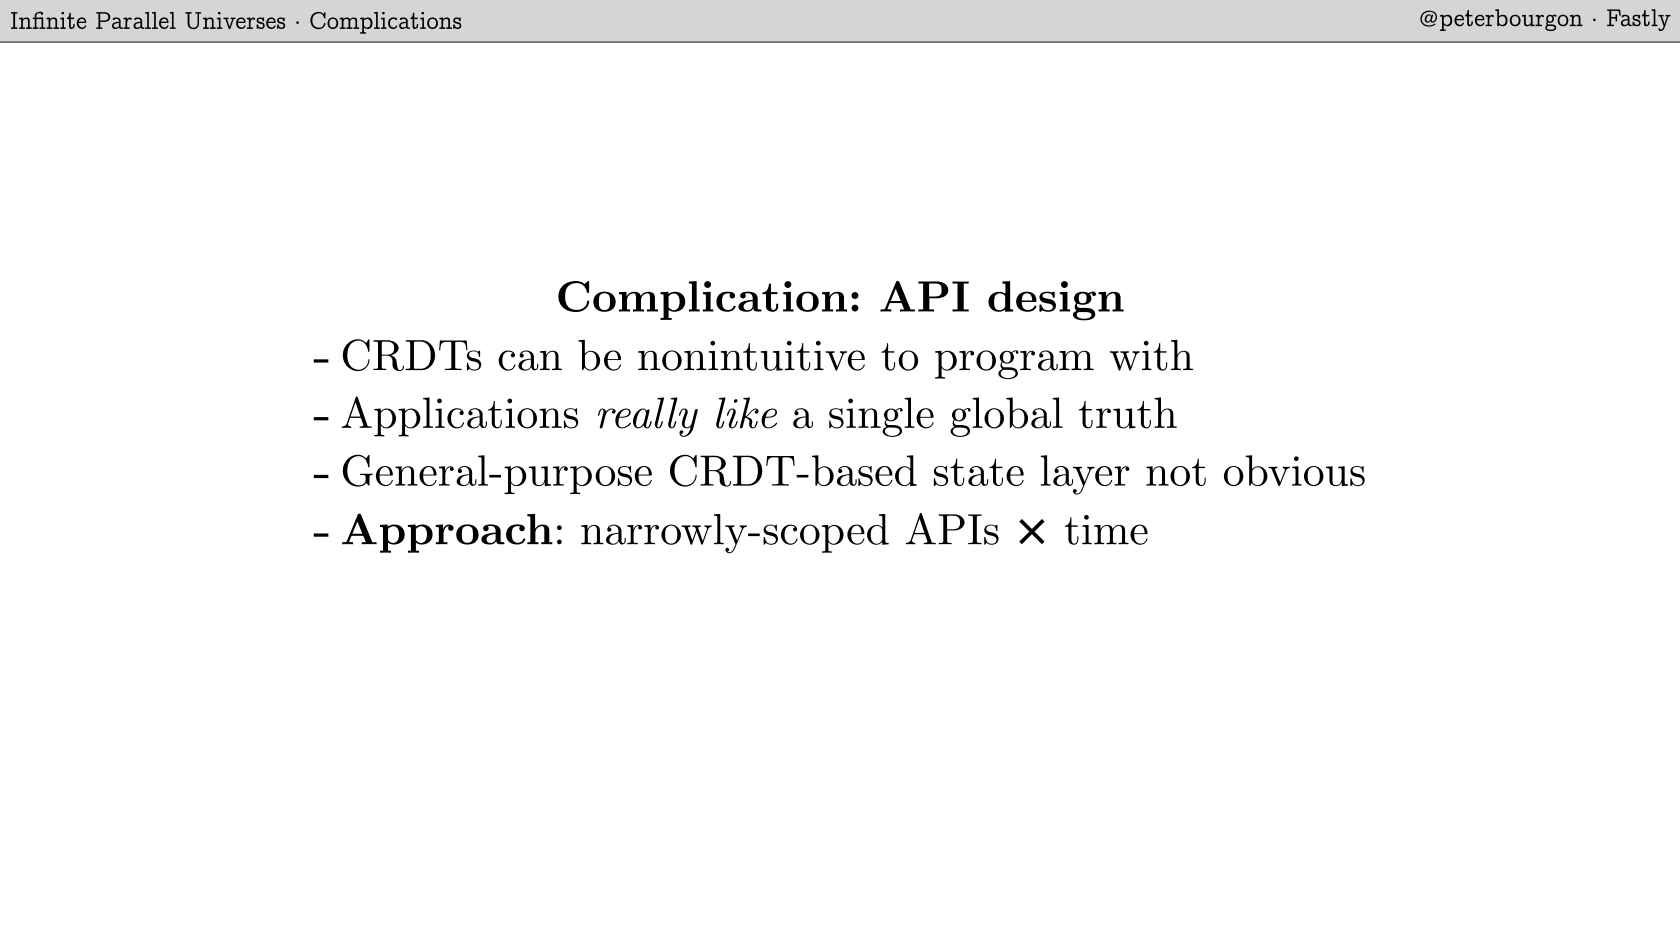 Infinite Parallel Universes · Complications
@peterbourgon · Fastly
Complication: API design
- CRDTs can be nonintuitive to program with
- Applications really like a single global truth
- General-purpose CRDT-based state layer not obvious
- Approach: narrowly-scoped APIs × time